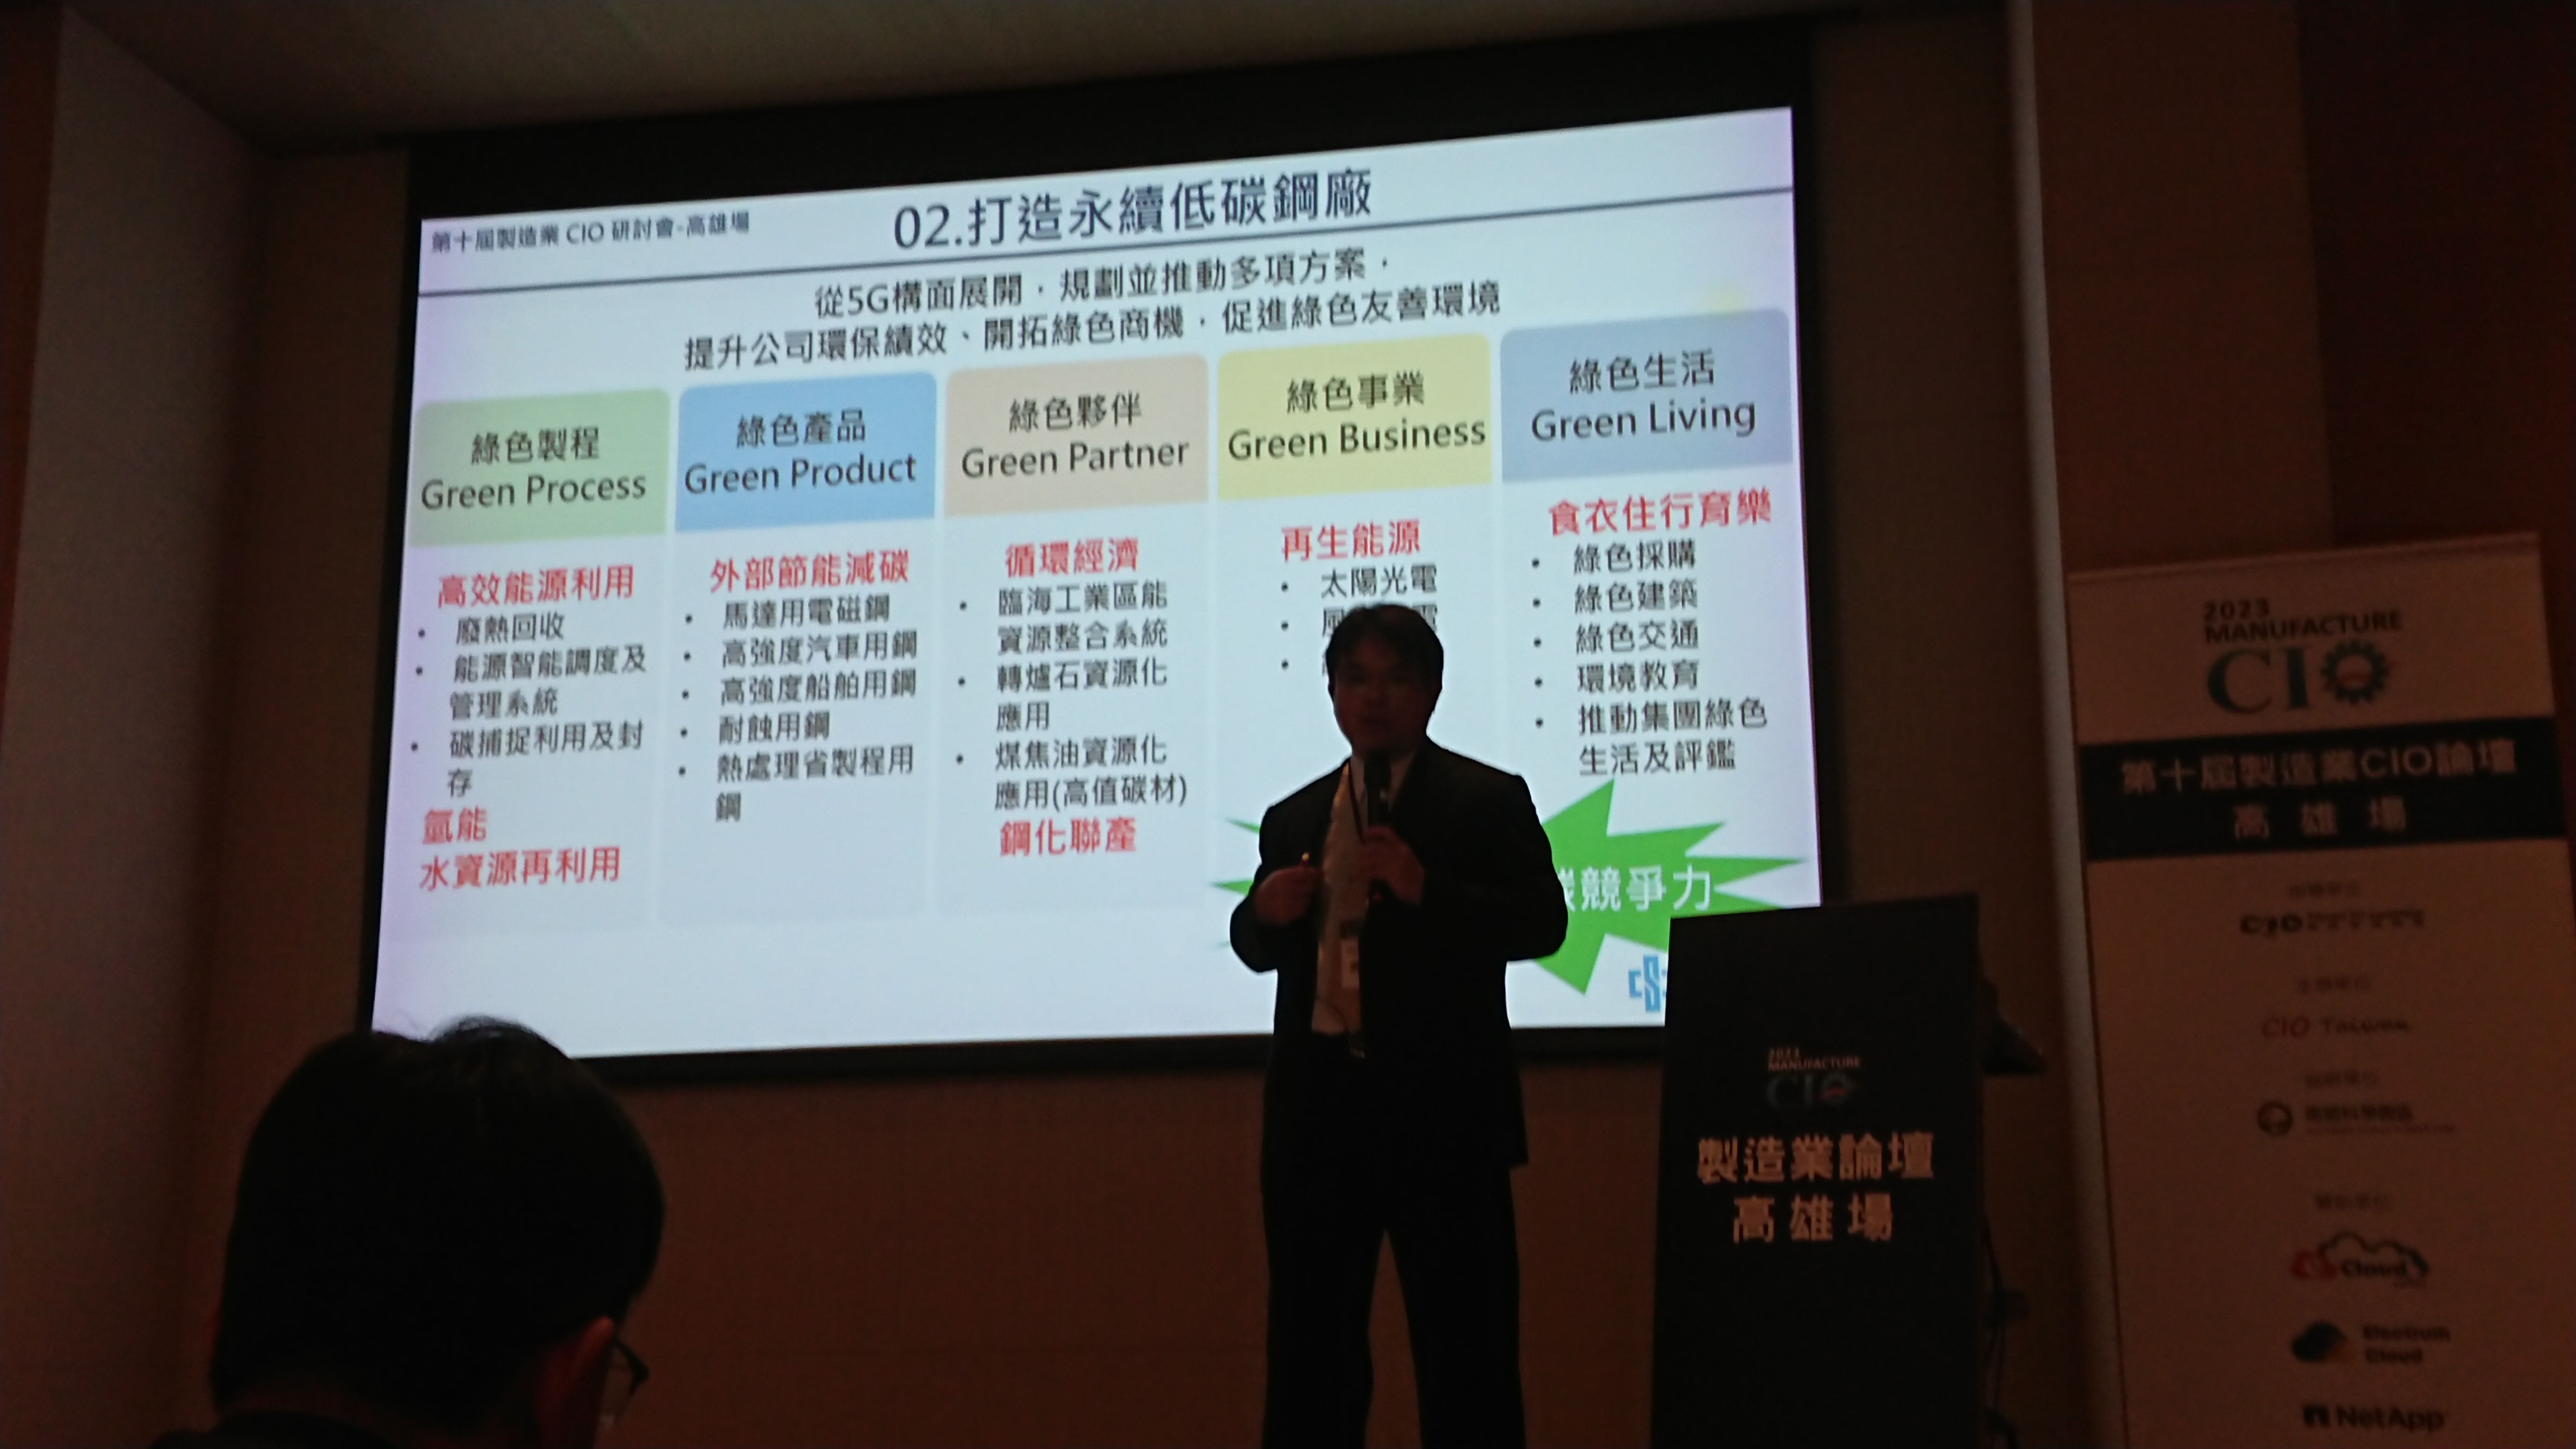 第十屆製造業 CIO 研討會-高雄場
02.打造永續低碳鋼廠
從5G構面展開，規劃並推動多項方案，
提升公司環保績效、開拓綠色商機，促進綠色友善環境
綠色製程
Green Process
高效能源利用
• 廢熱回收
• 能源智能調度及
管理系統
• 碳捕捉利用及封
存
氫能
水資源再利用
綠色產品
Green Product
外部節能減碳
• 馬達用電磁鋼
• 高強度汽車用鋼
• 高強度船舶用鋼
• 耐蝕用鋼
• 熱處理省製程用
鋼
綠色夥伴
Green Partner
循環經濟
• 臨海工業區能
資源整合系統
• 轉爐石資源化
應用
• 煤焦油資源化
應用(高值碳材)
鋼化聯產
綠色事業
Green Business
再生能源
• 太陽光電
綠色生活
Green Living
食衣住行育樂
• 綠色採購
• 綠色建築
• 綠色交通
• 環境教育
• 推動集團綠色
生活及評鑑
競爭力
2023
MANUFACTURE
CIO
製造業論壇
高雄場
2023
MANUFACTURE
CIO
第十屆製造業CIO論壇
高雄場
CIO Taiwan
Cloud
Electrum
Cloud
NetApp